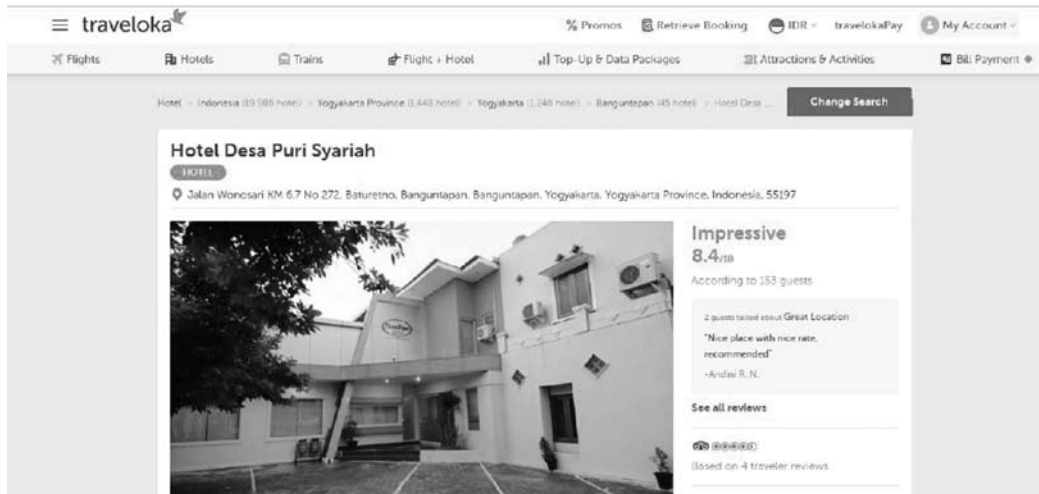 traveloka
% Promos Retrieve Booking IDR travelokaPay My Account
Flights Hotels Trains Flight + Hotel Top-Up & Data Packages Attractions & Activities Bill Payment
Hotel > Indonesia (19,986 hotel) > Yogyakarta Province (1,448 hotel) > Yogyakarta (1,246 hotel) > Banguntapan (45 hotel) > Hotel Desa ... Change Search
Hotel Desa Puri Syariah
HOTEL
Jalan Wonosari KM 6.7 No 272, Baturetno, Banguntapan, Banguntapan, Yogyakarta, Yogyakarta Province, Indonesia, 55197
Impressive
8.4/10
According to 153 guests
2 guests talked about Great Location
"Nice place with nice rate,
recommended"
-Andini R. N.
See all reviews
Based on 4 traveler reviews